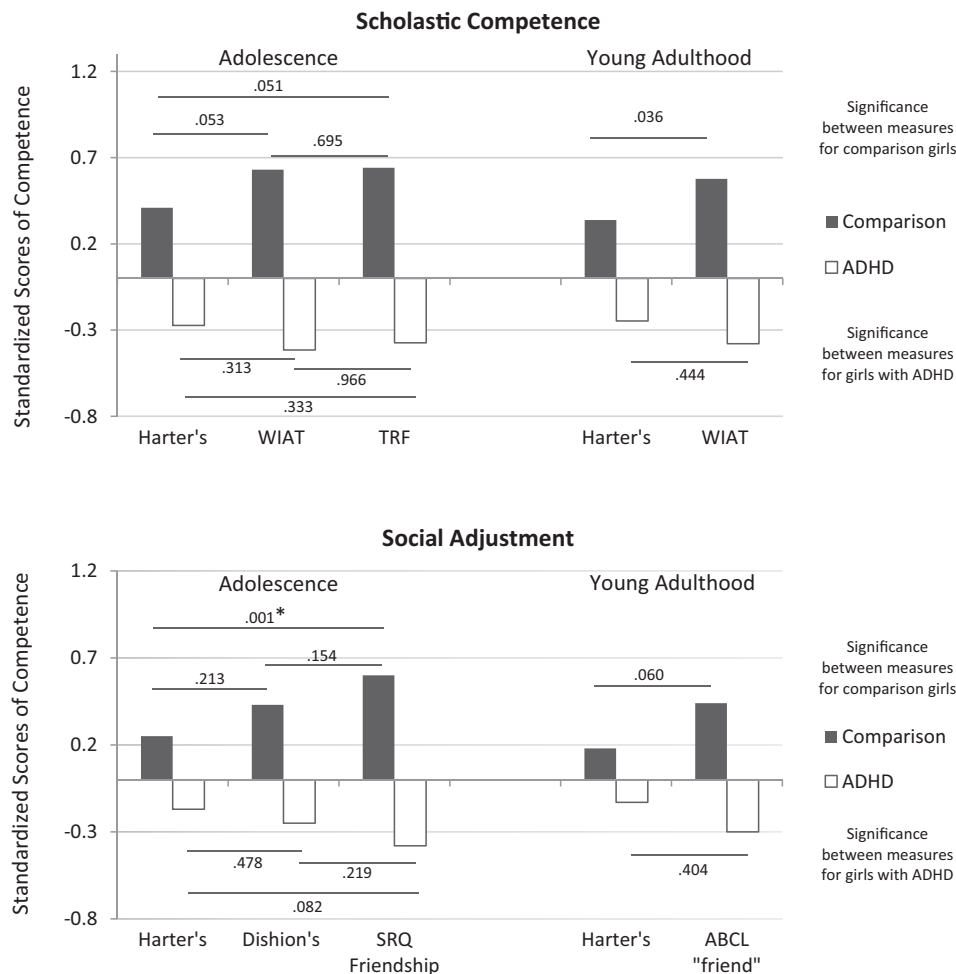 Scholastic Competence
Adolescence
Young Adulthood
Standardized Scores of Competence
1.2
0.7
0.2
-0.3
-0.8
.051
.053
.695
.036
.313
.966
.333
.444
Harter's
WIAT
TRF
Harter's
WIAT
Significance
between measures
for comparison girls
Comparison
ADHD
Significance
between measures
for girls with ADHD
Social Adjustment
Adolescence
Young Adulthood
Standardized Scores of Competence
1.2
0.7
0.2
-0.3
-0.8
.001*
.154
.213
.060
.478
.219
.082
.404
Harter's
Dishion's
SRQ
Friendship
Harter's
ABCL
"friend"
Significance
between measures
for comparison girls
Comparison
ADHD
Significance
between measures
for girls with ADHD